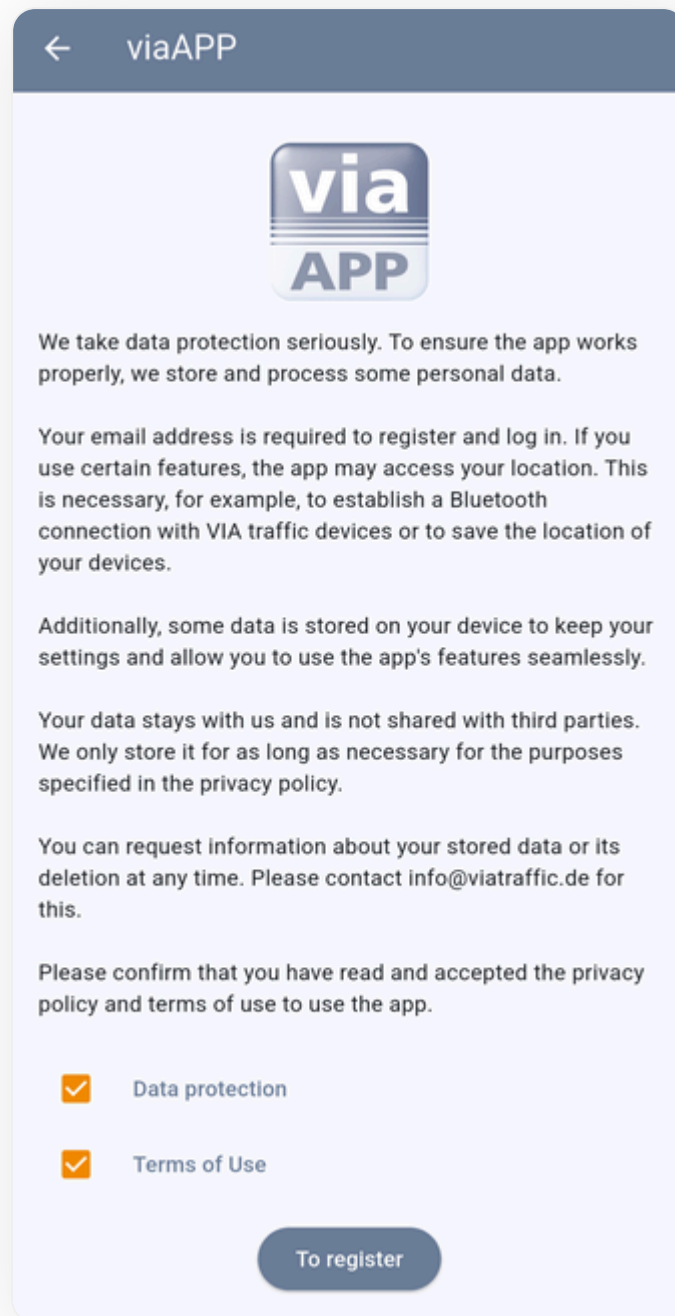 viaAPP
via
APP
We take data protection seriously. To ensure the app works
properly, we store and process some personal data.
Your email address is required to register and log in. If you
use certain features, the app may access your location. This
is necessary, for example, to establish a Bluetooth
connection with VIA traffic devices or to save the location of
your devices.
Additionally, some data is stored on your device to keep your
settings and allow you to use the app's features seamlessly.
Your data stays with us and is not shared with third parties.
We only store it for as long as necessary for the purposes
specified in the privacy policy.
You can request information about your stored data or its
deletion at any time. Please contact info@viatraffic.de for
this.
Please confirm that you have read and accepted the privacy
policy and terms of use to use the app.
Data protection
Terms of Use
To register